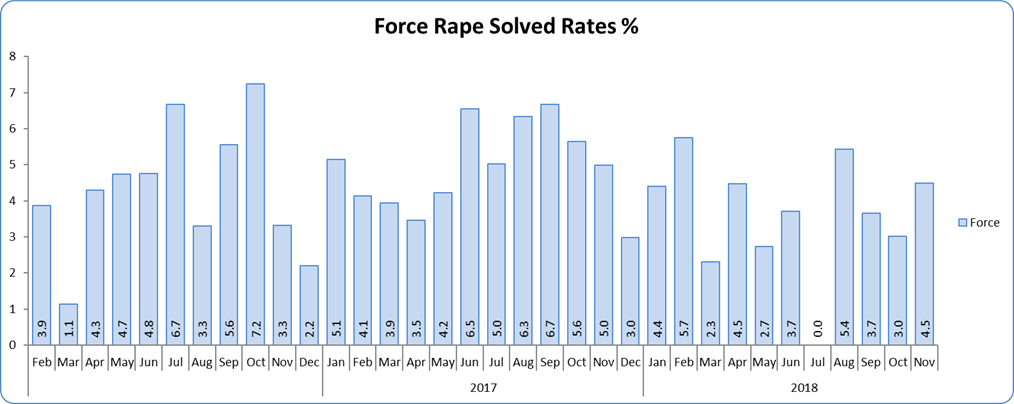 Force Rape Solved Rates %
8
7
6
5
4
3
2
1
0
3.9 1.1 4.3 4.7 4.8 6.7 3.3 5.6 7.2 3.3 2.2 5.1 4.1 3.9 3.5 4.2 6.5 5.0 6.3 6.7 5.6 5.0 3.0 4.4 5.7 2.3 4.5 2.7 3.7 0.0 5.4 3.7 3.0 4.5
Feb Mar Apr May Jun Jul Aug Sep Oct Nov Dec Jan Feb Mar Apr May Jun Jul Aug Sep Oct Nov Dec Jan Feb Mar Apr May Jun Jul Aug Sep Oct Nov
2017 2018
Force